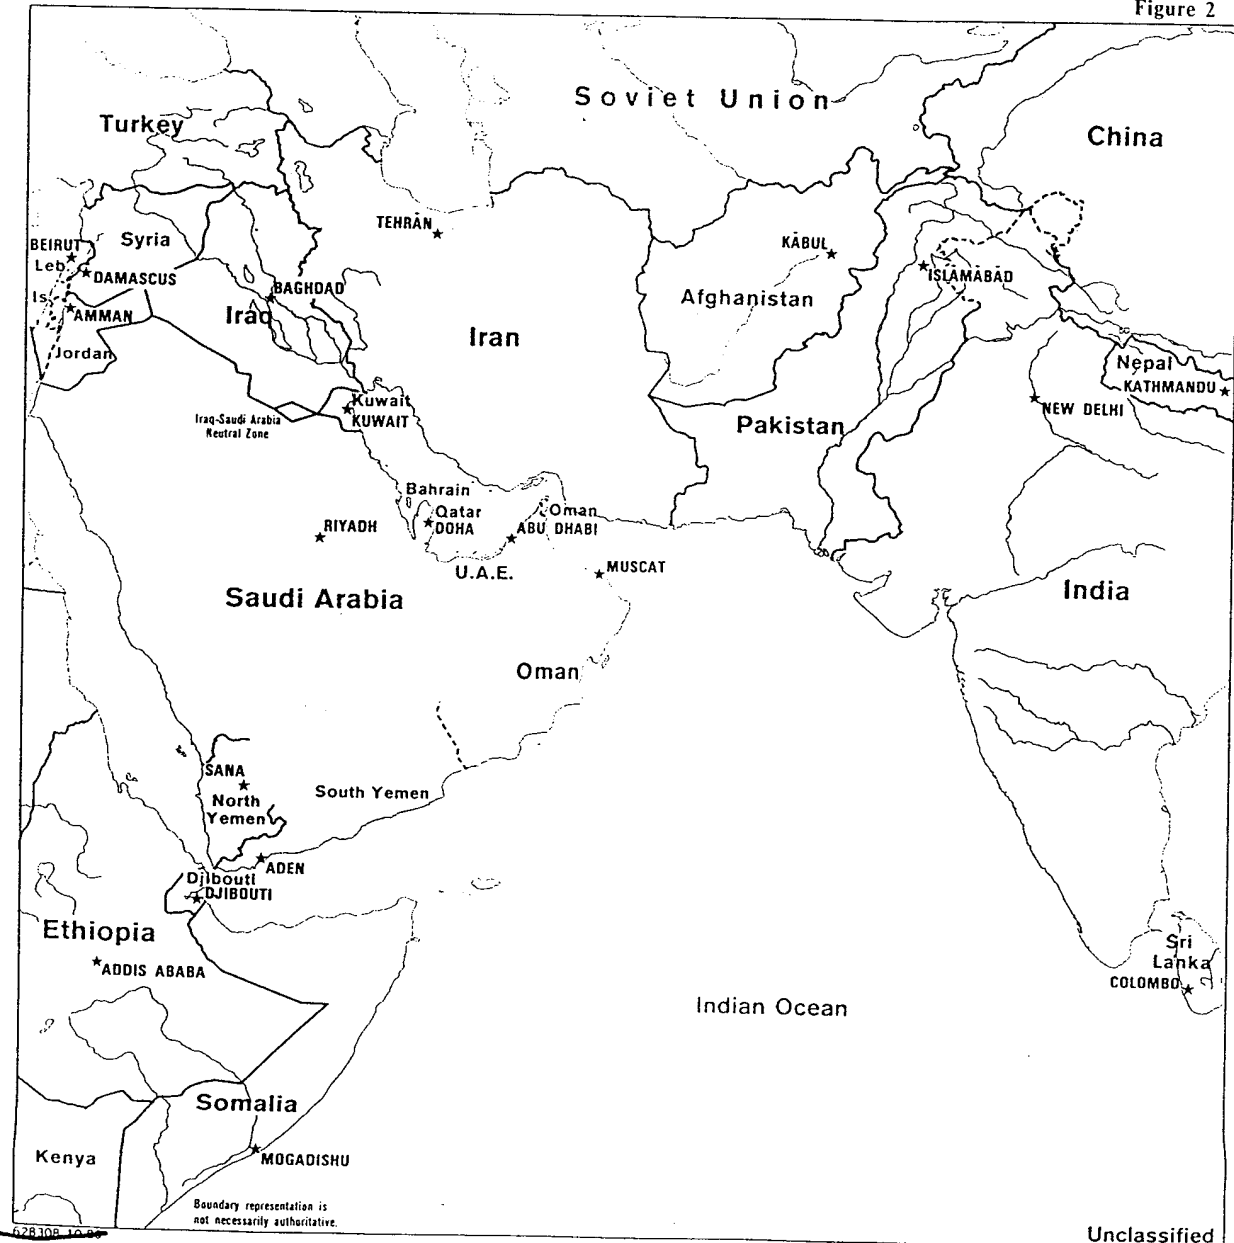 Figure 2
Soviet Union
Turkey
China
TEHRĀN
Syria
BEIRUT
Leb.
DAMASCUS
KĀBUL
ISLĀMĀBĀD
Is.
BAGHDAD
AMMAN
Iraq
Afghanistan
Iran
Jordan
Nepal
KATHMANDU
Kuwait
KUWAIT
NEW DELHI
Iraq-Saudi Arabia
Neutral Zone
Pakistan
Bahrain
Qatar
DOHA
Oman
ABU DHABI
RIYADH
U.A.E.
MUSCAT
Saudi Arabia
India
Oman
SANA
North
Yemen
South Yemen
ADEN
Djibouti
DJIBOUTI
Ethiopia
ADDIS ABABA
Sri
Lanka
COLOMBO
Indian Ocean
Somalia
Kenya
MOGADISHU
Boundary representation is
not necessarily authoritative.
Unclassified